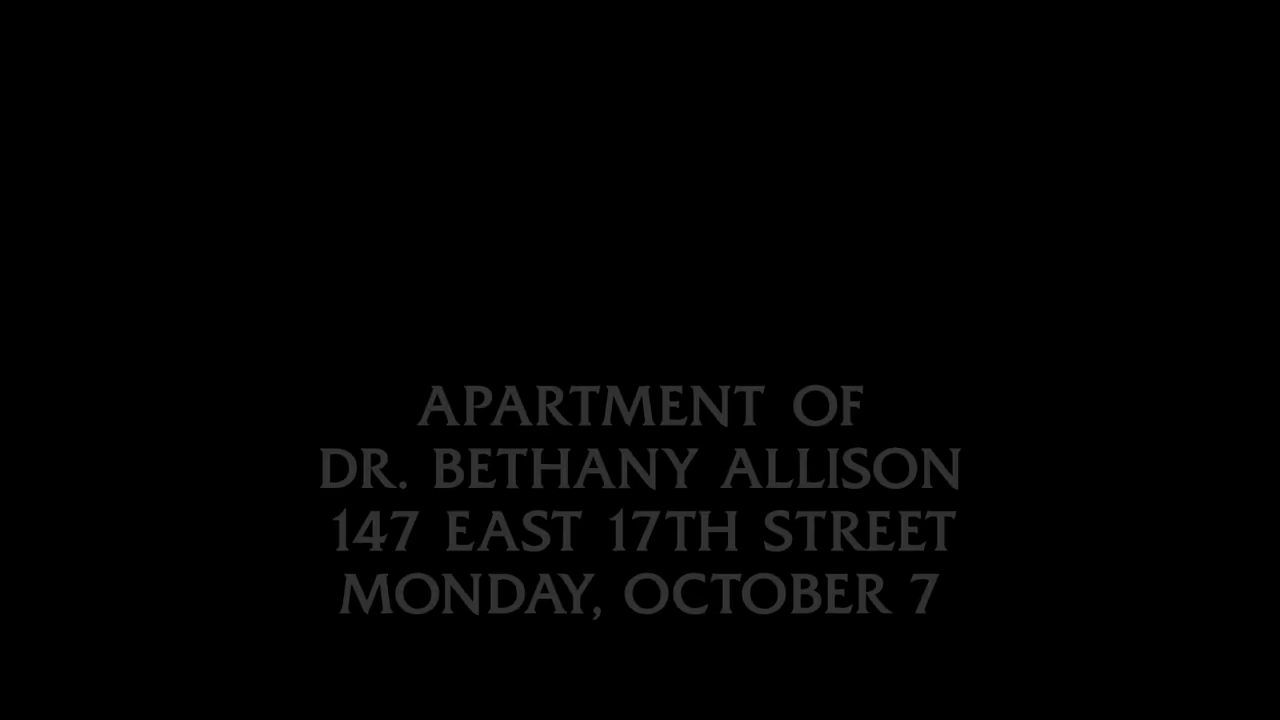 APARTMENT OF
DR. BETHANY ALLISON
147 EAST 17TH STREET
MONDAY, OCTOBER 7